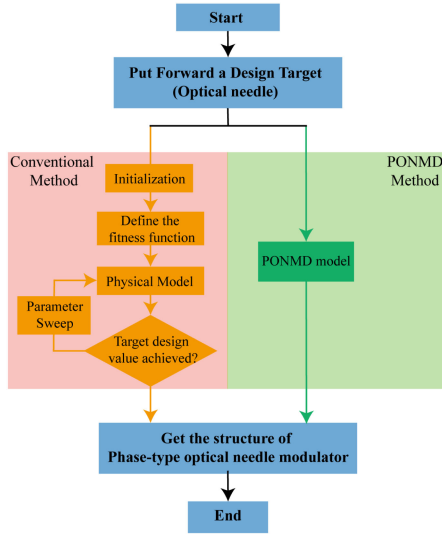 Start
Put Forward a Design Target
(Optical needle)
Conventional
Method
PONMD
Method
Initialization
Define the
fitness function
Physical Model
PONMD model
Parameter
Sweep
Target design
value achieved?
Get the structure of
Phase-type optical needle modulator
End